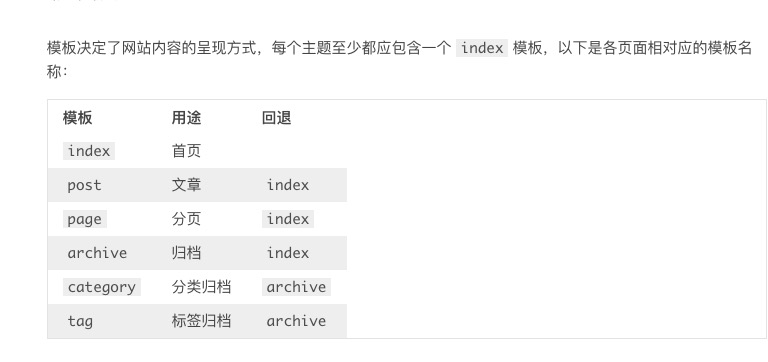 模板决定了网站内容的呈现方式，每个主题至少都应包含一个 index 模板，以下是各页面相对应的模板名
称：
模板 用途 回退
index 首页
post 文章 index
page 分页 index
archive 归档 index
category 分类归档 archive
tag 标签归档 archive